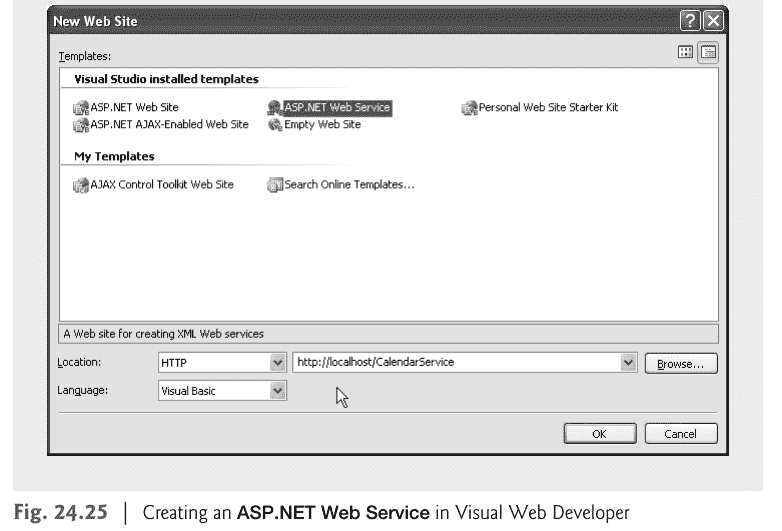 New Web Site
Templates:
Visual Studio installed templates
ASP.NET Web Site
ASP.NET Web Service
Personal Web Site Starter Kit
ASP.NET AJAX-Enabled Web Site
Empty Web Site
My Templates
AJAX Control Toolkit Web Site
Search Online Templates...
A Web site for creating XML Web services
Location:
HTTP
http://localhost/CalendarService
Browse...
Language:
Visual Basic
OK
Cancel
Fig. 24.25 | Creating an ASP.NET Web Service in Visual Web Developer